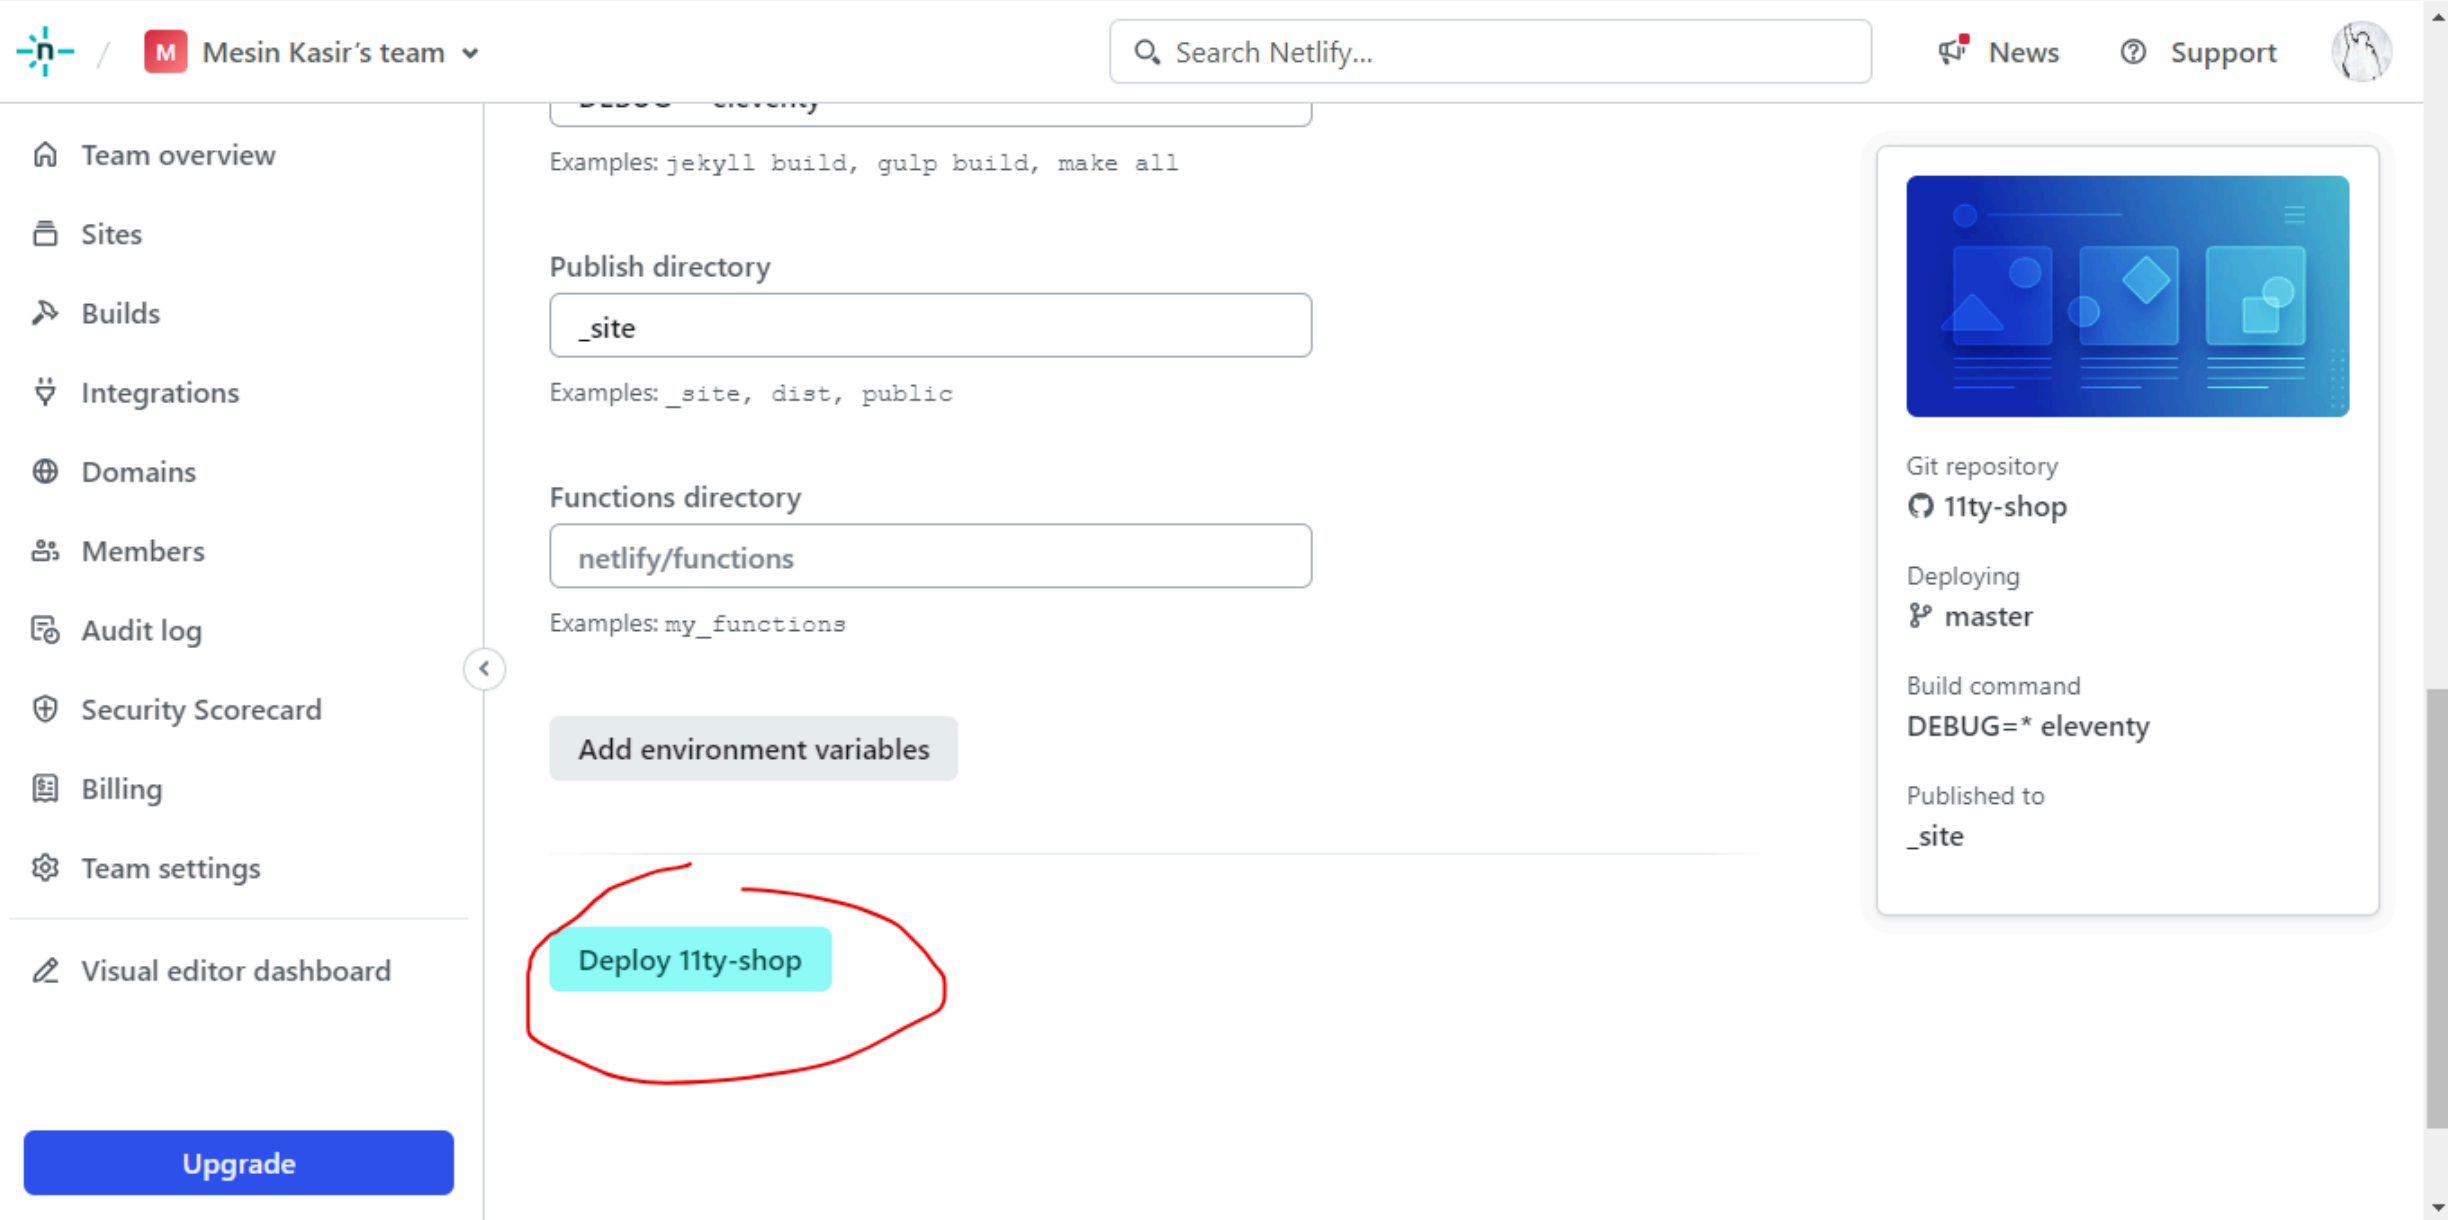 M Mesin Kasir's team
Search Netlify...
News
Support
Team overview
Sites
Builds
Integrations
Domains
Members
Audit log
Security Scorecard
Billing
Team settings
Visual editor dashboard
Upgrade
eleventy
Examples: jekyll build, gulp build, make all
Publish directory
_site
Examples: _site, dist, public
Functions directory
netlify/functions
Examples: my_functions
Add environment variables
Deploy 11ty-shop
Git repository
11ty-shop
Deploying
master
Build command
DEBUG=* eleventy
Published to
_site